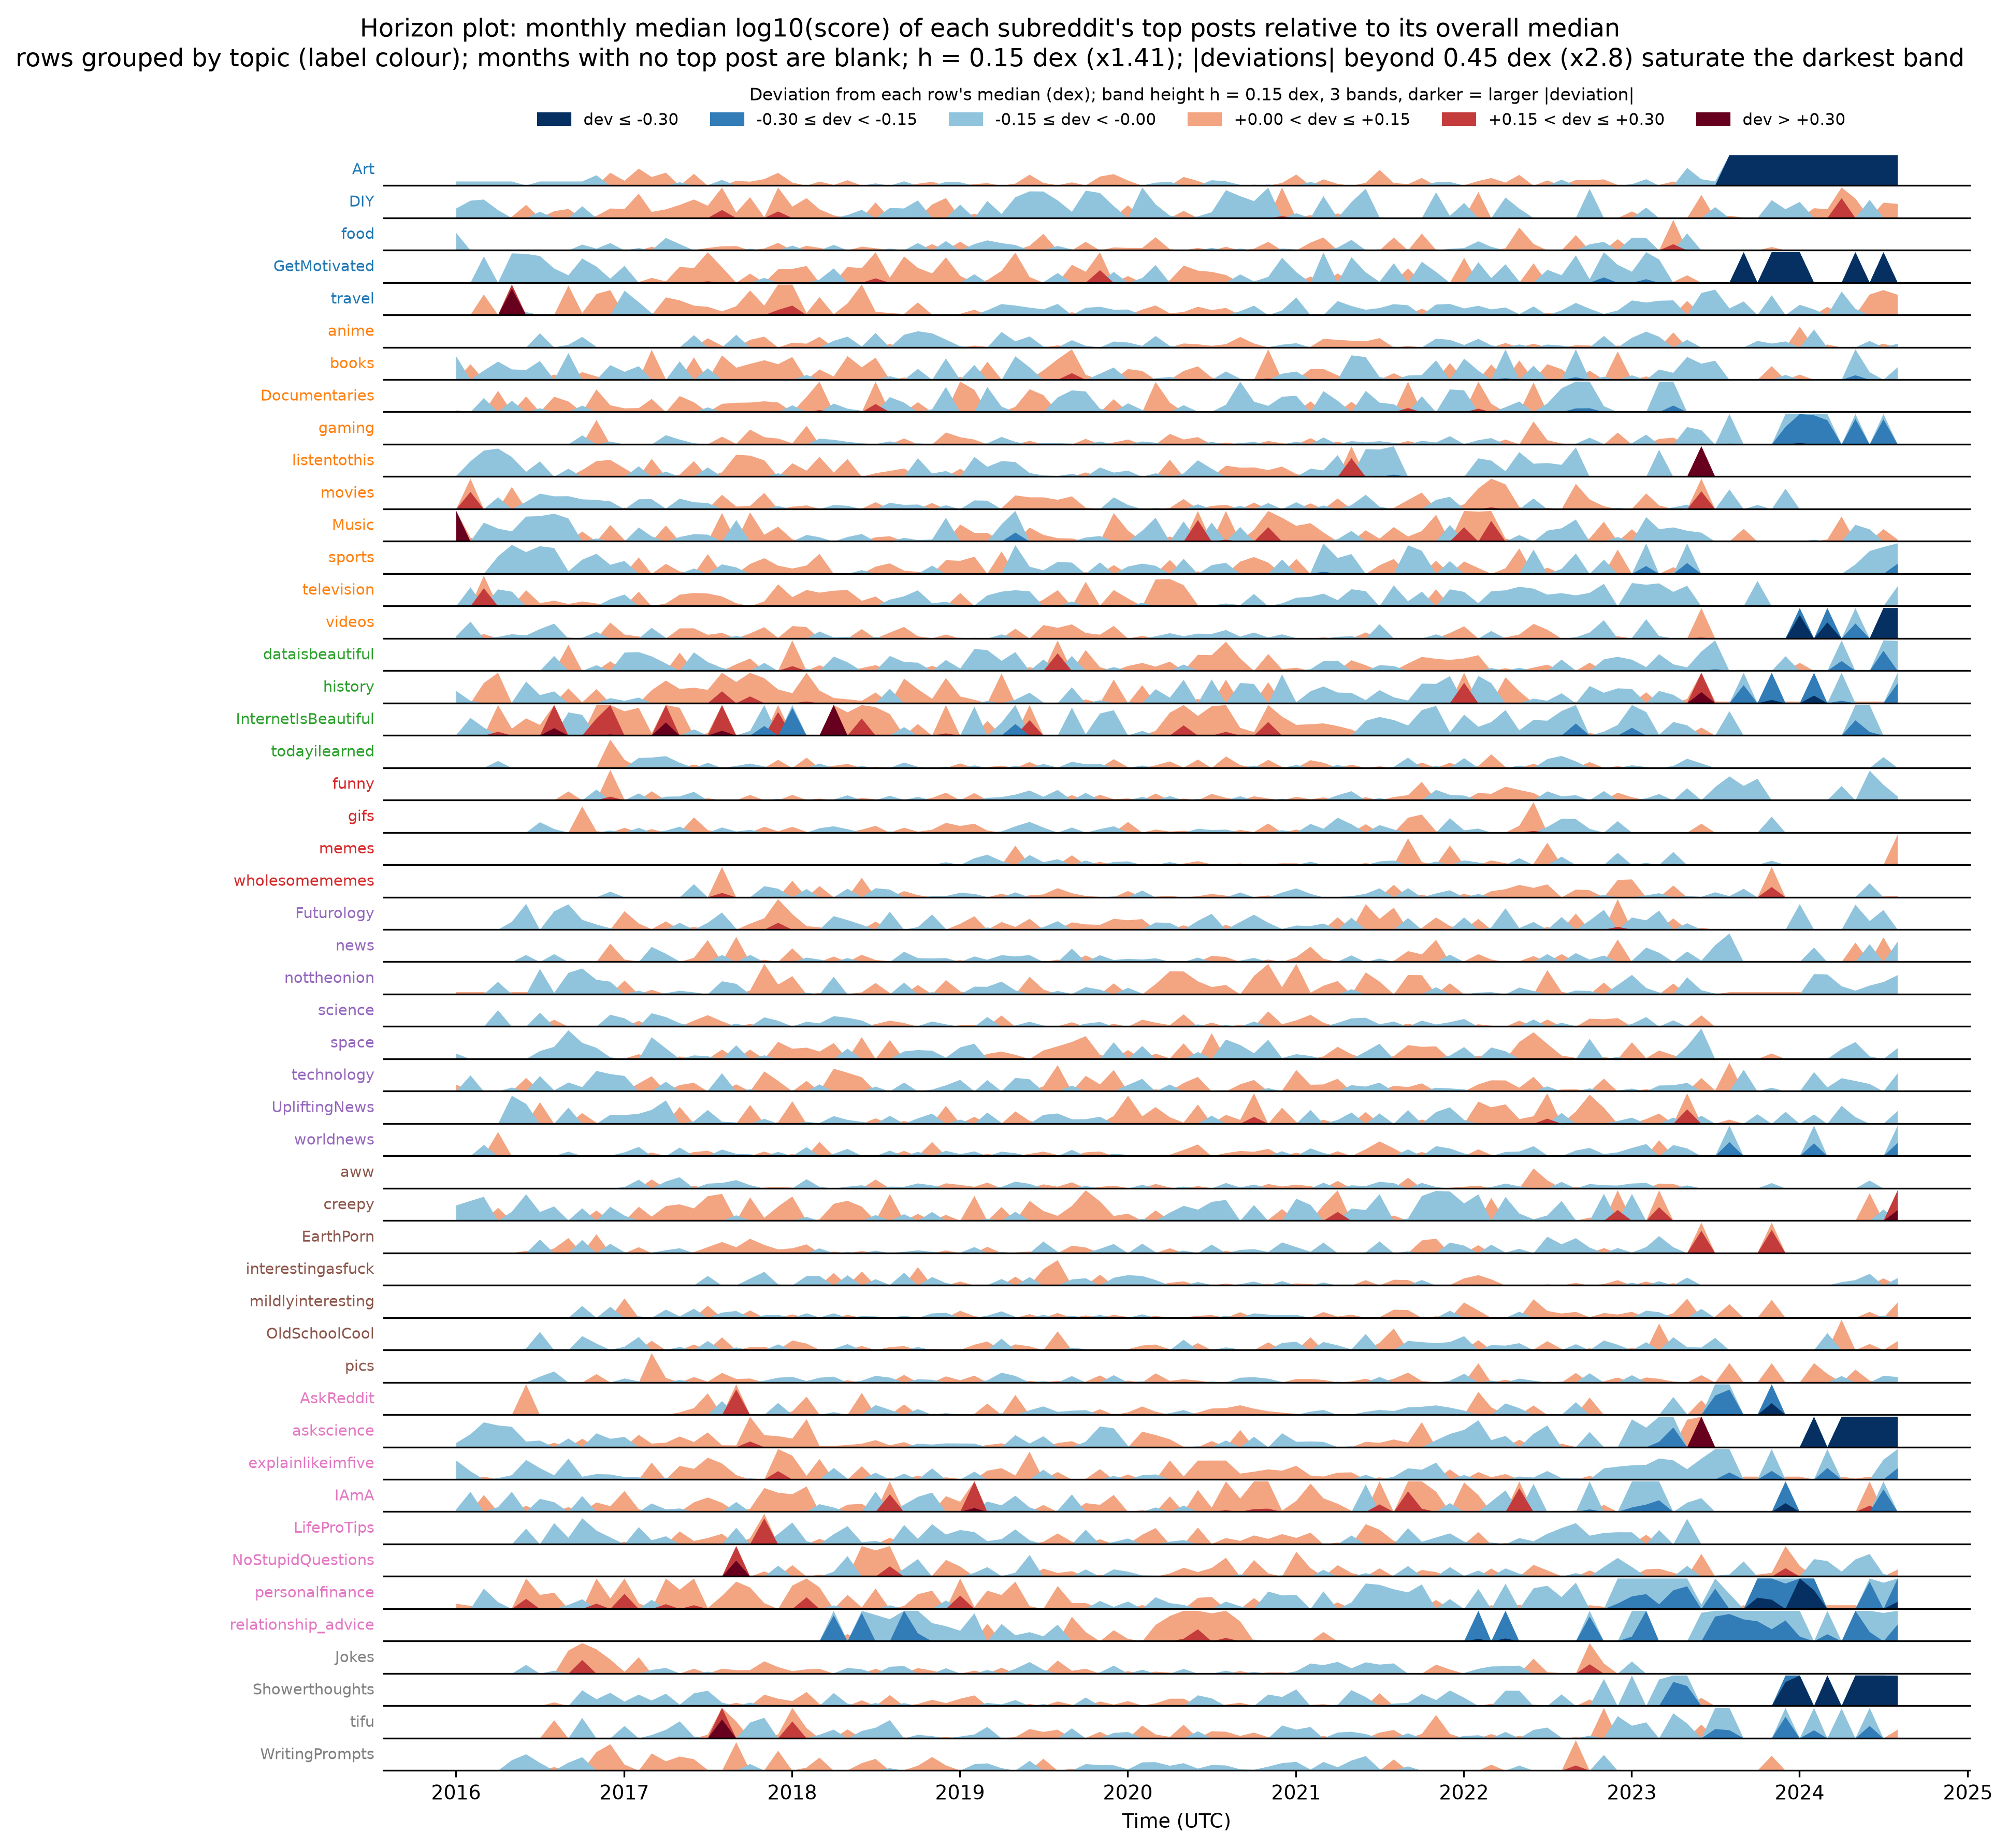 Horizon plot: monthly median log10(score) of each subreddit's top posts relative to its overall median
rows grouped by topic (label colour); months with no top post are blank; h = 0.15 dex (x1.41); |deviations| beyond 0.45 dex (x2.8) saturate the darkest band
Deviation from each row's median (dex); band height h = 0.15 dex, 3 bands, darker = larger |deviation|
dev ≤ -0.30 -0.30 ≤ dev < -0.15 -0.15 ≤ dev < -0.00 +0.00 < dev ≤ +0.15 +0.15 < dev ≤ +0.30 dev > +0.30
Art
DIY
food
GetMotivated
travel
anime
books
Documentaries
gaming
listentothis
movies
Music
sports
television
videos
dataisbeautiful
history
InternetIsBeautiful
todayilearned
funny
gifs
memes
wholesomememes
Futurology
news
nottheonion
science
space
technology
UpliftingNews
worldnews
aww
creepy
EarthPorn
interestingasfuck
mildlyinteresting
OldSchoolCool
pics
AskReddit
askscience
explainlikeimfive
IAmA
LifeProTips
NoStupidQuestions
personalfinance
relationship_advice
Jokes
Showerthoughts
tifu
WritingPrompts
2016 2017 2018 2019 2020 2021 2022 2023 2024 2025
Time (UTC)